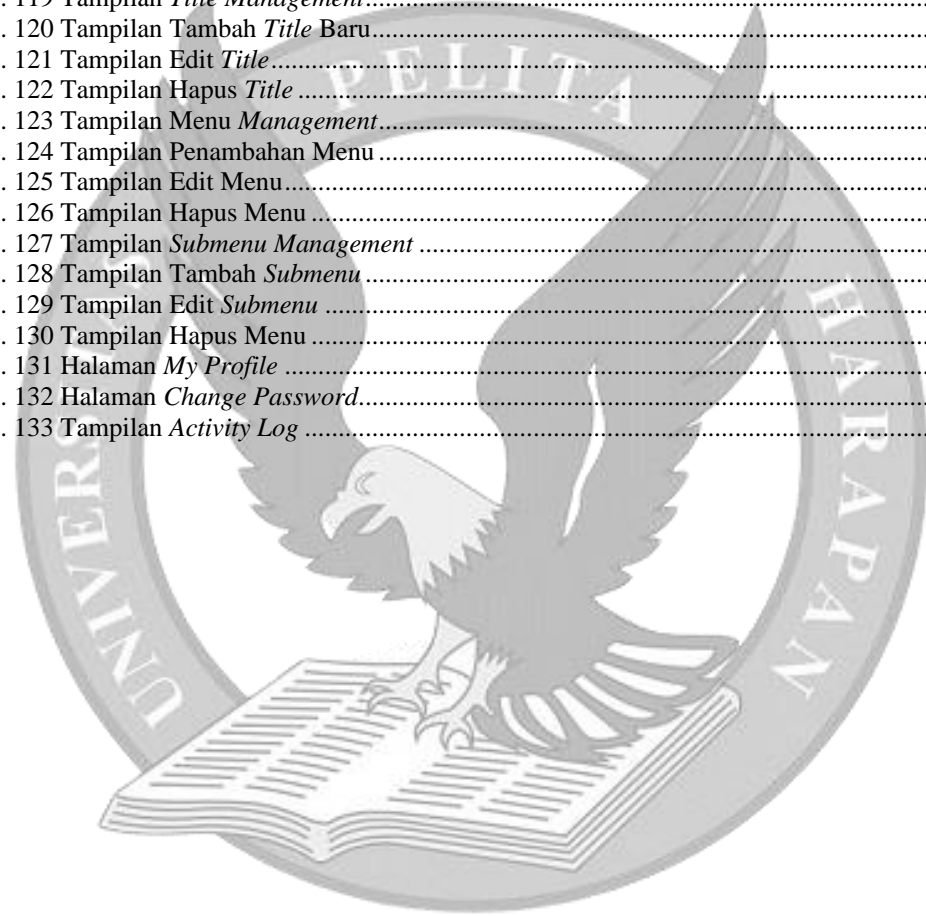 . 119 Tampilan Title Management............................................................
. 120 Tampilan Tambah Title Baru............................................................
. 121 Tampilan Edit Title............................................................
. 122 Tampilan Hapus Title ............................................................
. 123 Tampilan Menu Management............................................................
. 124 Tampilan Penambahan Menu ............................................................
. 125 Tampilan Edit Menu............................................................
. 126 Tampilan Hapus Menu ............................................................
. 127 Tampilan Submenu Management ............................................................
. 128 Tampilan Tambah Submenu............................................................
. 129 Tampilan Edit Submenu ............................................................
. 130 Tampilan Hapus Menu ............................................................
. 131 Halaman My Profile ............................................................
. 132 Halaman Change Password............................................................
. 133 Tampilan Activity Log ............................................................
UNIVERSITAS PELITA HARAPAN